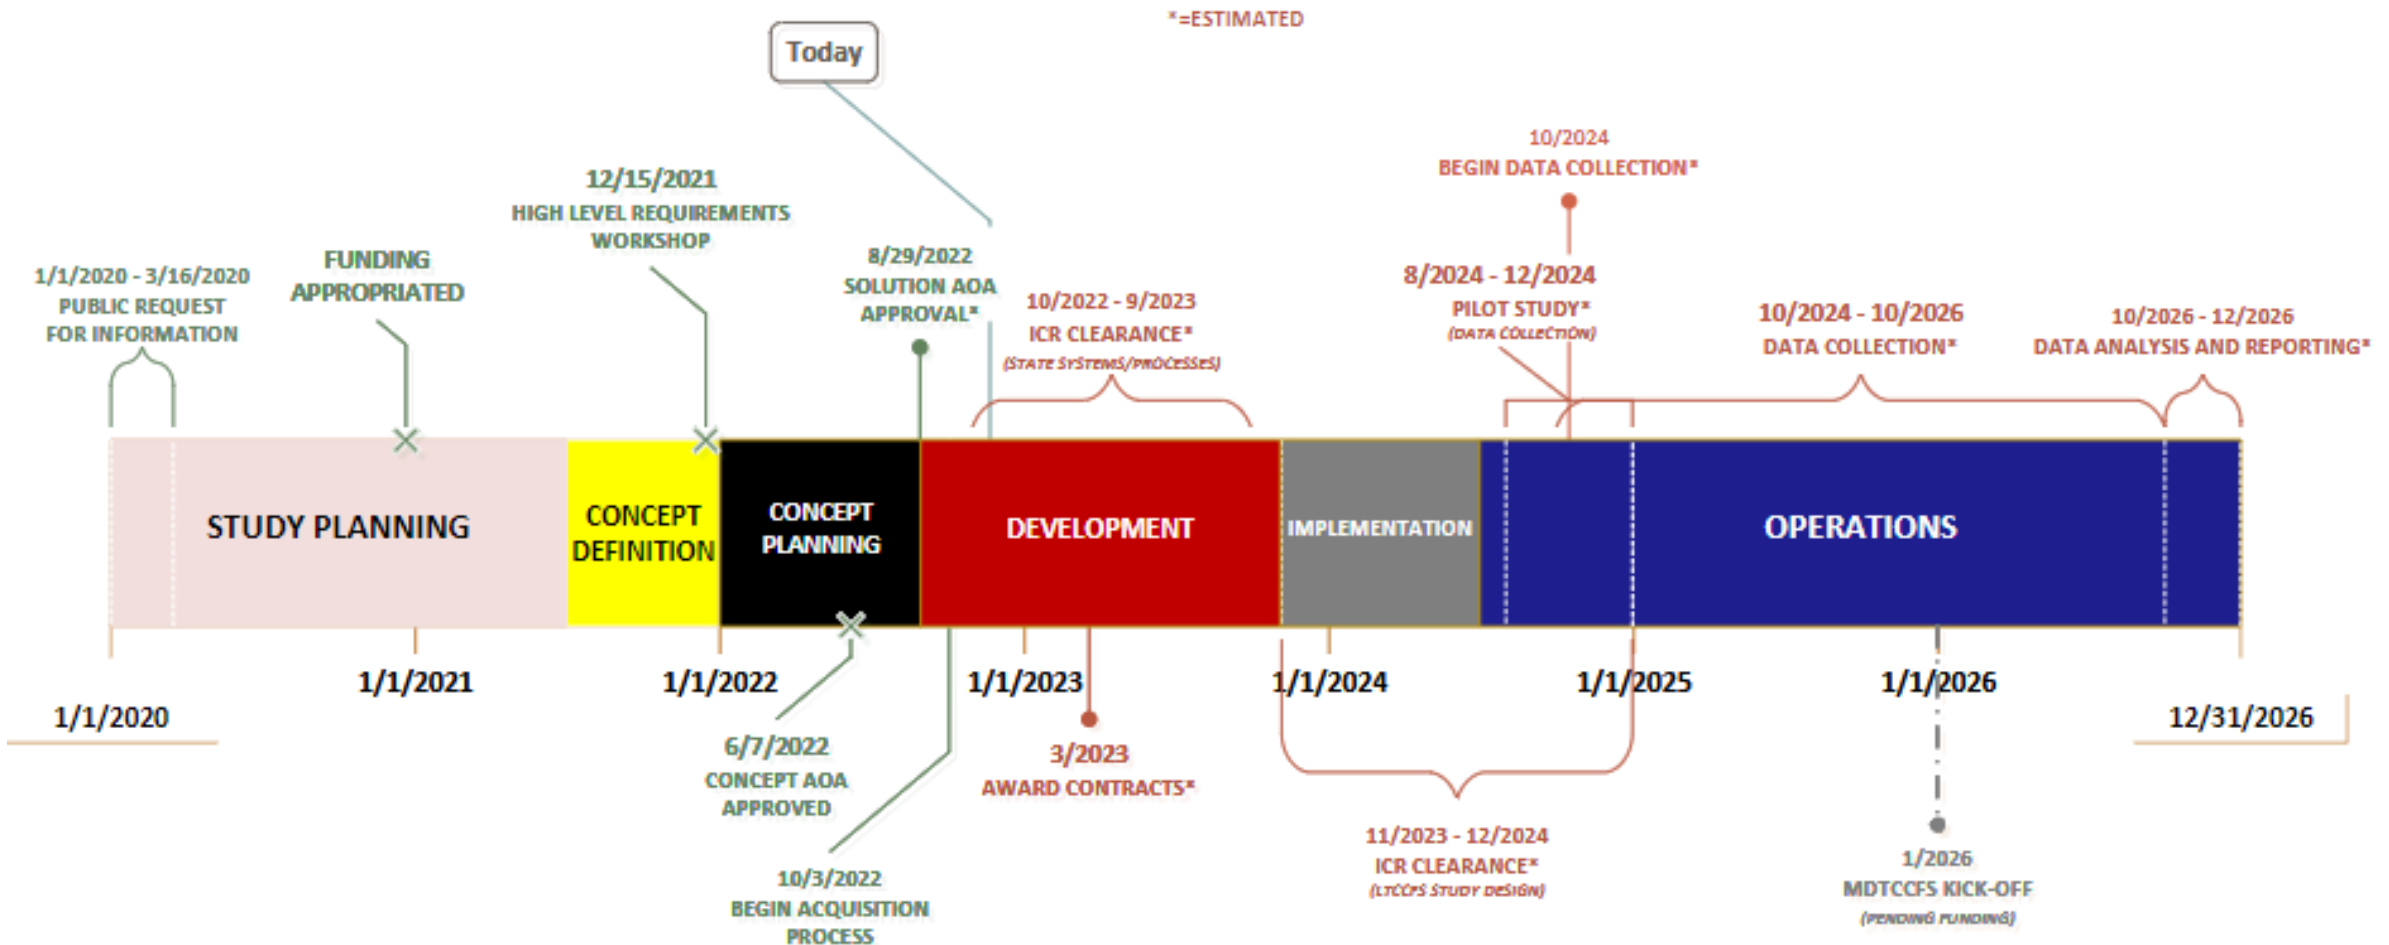 *=ESTIMATED
Today
10/2024
BEGIN DATA COLLECTION*
12/15/2021
HIGH LEVEL REQUIREMENTS
WORKSHOP
1/1/2020 - 3/16/2020
PUBLIC REQUEST
FOR INFORMATION
FUNDING
APPROPRIATED
8/29/2022
SOLUTION AOA
APPROVAL*
10/2022 - 9/2023
ICR CLEARANCE*
(STATE SYSTEMS/PROCESSES)
8/2024 - 12/2024
PILOT STUDY*
(DATA COLLECTION)
10/2024 - 10/2026
DATA COLLECTION*
10/2026 - 12/2026
DATA ANALYSIS AND REPORTING*
STUDY PLANNING
CONCEPT
DEFINITION
CONCEPT
PLANNING
DEVELOPMENT
IMPLEMENTATION
OPERATIONS
1/1/2020
1/1/2021
1/1/2022
1/1/2023
1/1/2024
1/1/2025
1/1/2026
12/31/2026
6/7/2022
CONCEPT AOA
APPROVED
10/3/2022
BEGIN ACQUISITION
PROCESS
3/2023
AWARD CONTRACTS*
11/2023 - 12/2024
ICR CLEARANCE*
(LTCCFS STUDY DESIGN)
1/2026
MDTCCFS KICK-OFF
(PENDING FUNDING)